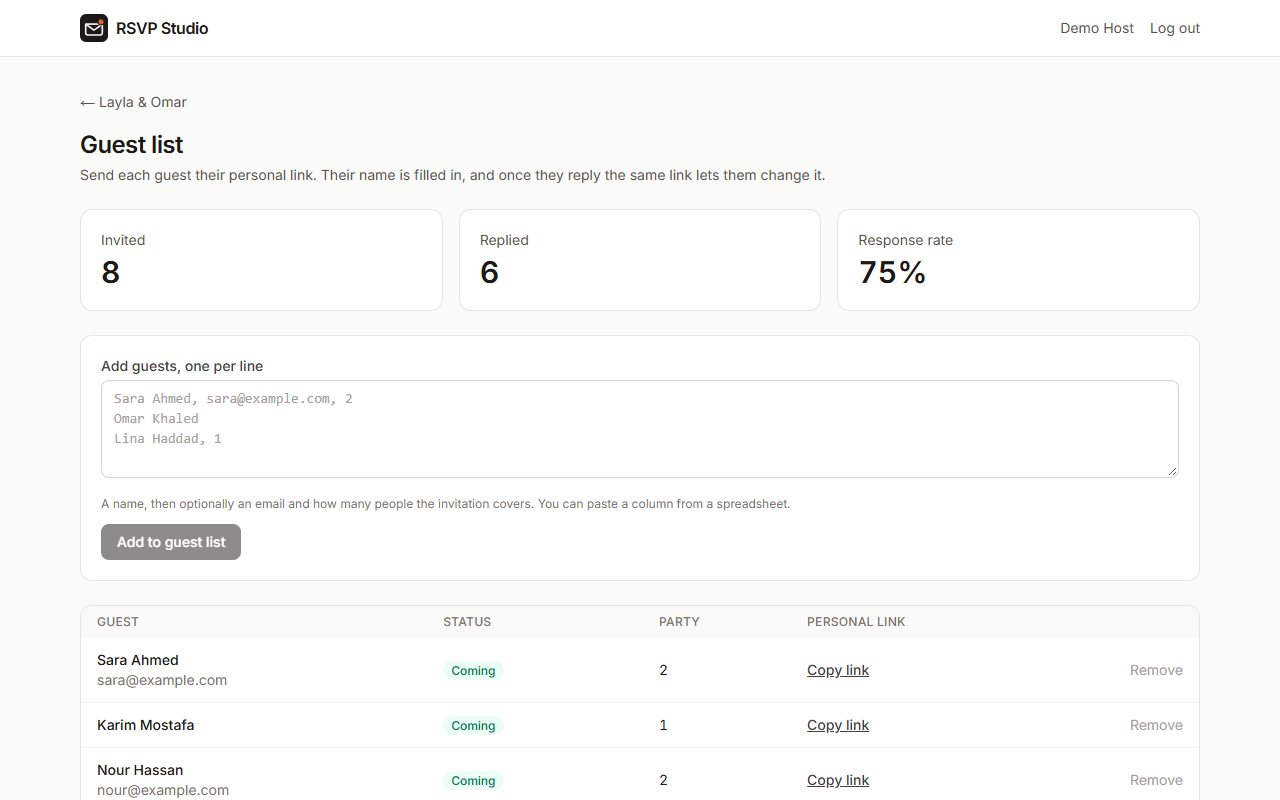 RSVP Studio
Demo Host
Log out
← Layla & Omar
Guest list
Send each guest their personal link. Their name is filled in, and once they reply the same link lets them change it.
Invited
8
Replied
6
Response rate
75%
Add guests, one per line
Sara Ahmed, sara@example.com, 2
Omar Khaled
Lina Haddad, 1
A name, then optionally an email and how many people the invitation covers. You can paste a column from a spreadsheet.
Add to guest list
GUEST STATUS PARTY PERSONAL LINK
Sara Ahmed
sara@example.com
Coming 2 Copy link Remove
Karim Mostafa Coming 1 Copy link Remove
Nour Hassan
nour@example.com
Coming 2 Copy link Remove